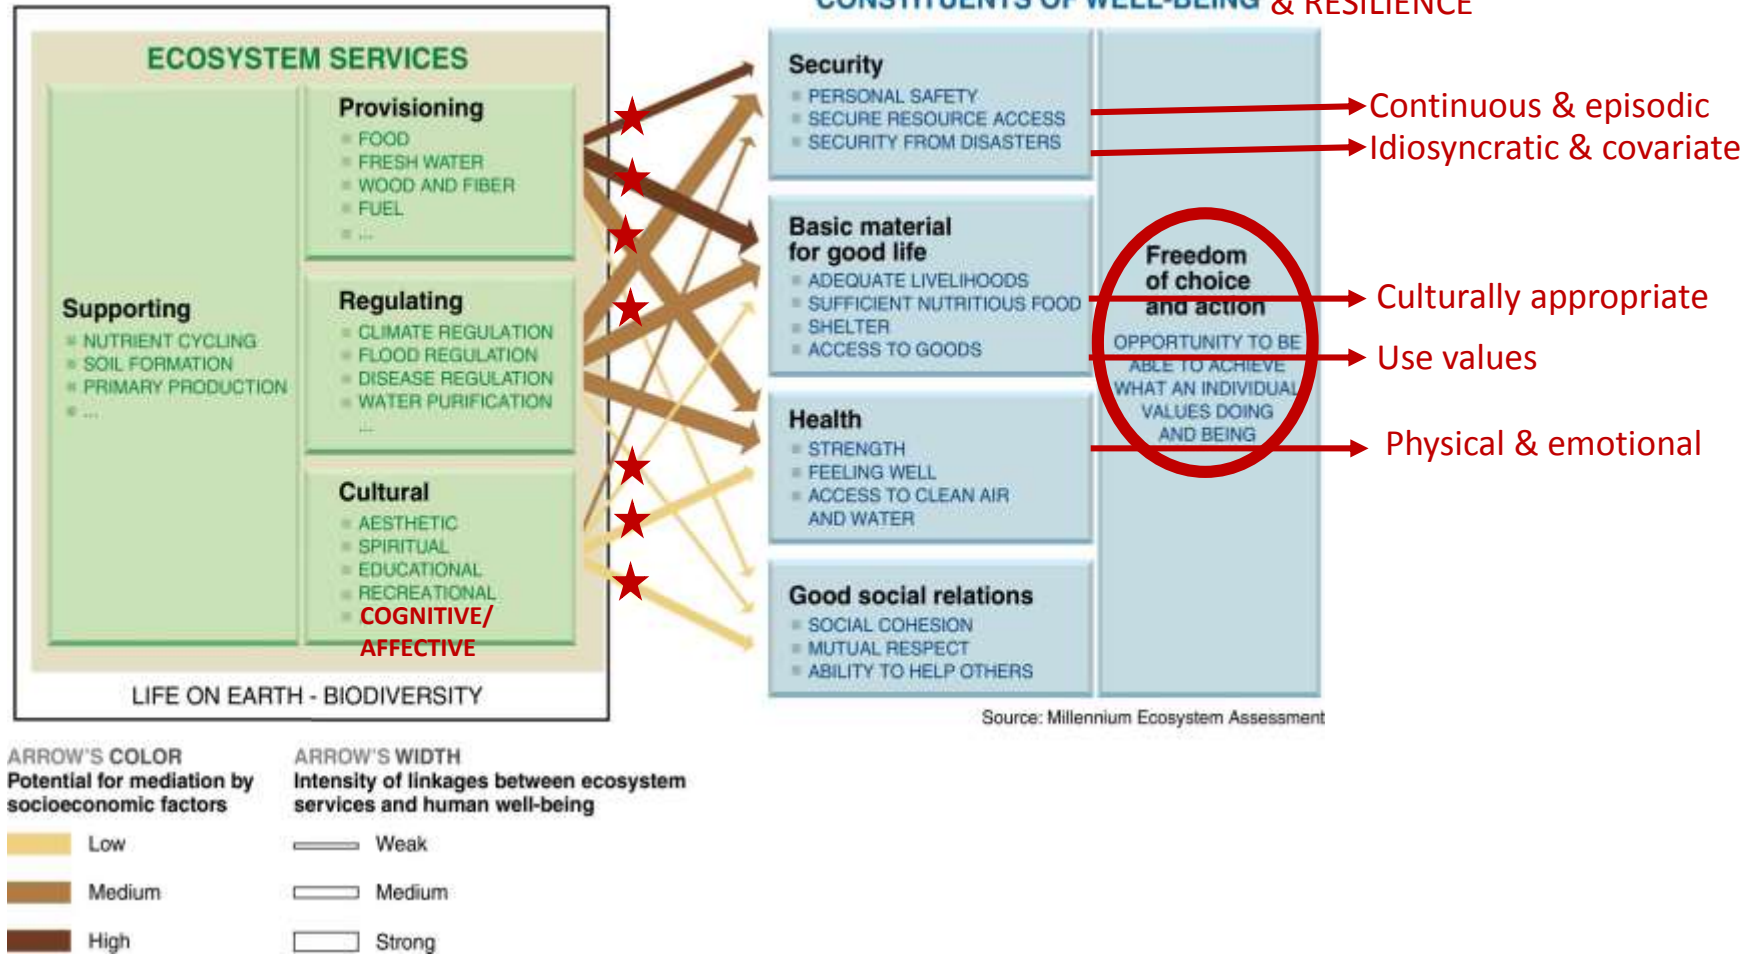 CONSTITUENTS OF WELL-BEING & RESILIENCE
ECOSYSTEM SERVICES
Supporting
NUTRIENT CYCLING
SOIL FORMATION
PRIMARY PRODUCTION
...
Provisioning
FOOD
FRESH WATER
WOOD AND FIBER
FUEL
...
Regulating
CLIMATE REGULATION
FLOOD REGULATION
DISEASE REGULATION
WATER PURIFICATION
...
Cultural
AESTHETIC
SPIRITUAL
EDUCATIONAL
RECREATIONAL
COGNITIVE/
AFFECTIVE
LIFE ON EARTH - BIODIVERSITY
Security
PERSONAL SAFETY
SECURE RESOURCE ACCESS
SECURITY FROM DISASTERS
Basic material
for good life
ADEQUATE LIVELIHOODS
SUFFICIENT NUTRITIOUS FOOD
SHELTER
ACCESS TO GOODS
Health
STRENGTH
FEELING WELL
ACCESS TO CLEAN AIR
AND WATER
Good social relations
SOCIAL COHESION
MUTUAL RESPECT
ABILITY TO HELP OTHERS
Freedom
of choice
and action
OPPORTUNITY TO BE
ABLE TO ACHIEVE
WHAT AN INDIVIDUAL
VALUES DOING
AND BEING
Continuous & episodic
Idiosyncratic & covariate
Culturally appropriate
Use values
Physical & emotional
Source: Millennium Ecosystem Assessment
ARROW'S COLOR
Potential for mediation by
socioeconomic factors
Low
Medium
High
ARROW'S WIDTH
Intensity of linkages between ecosystem
services and human well-being
Weak
Medium
Strong